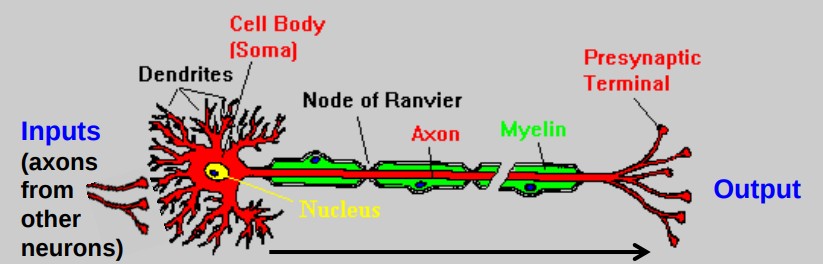 Cell Body
(Soma)
Dendrites
Presynaptic
Terminal
Node of Ranvier
Axon
Myelin
Inputs
(axons
from
other
neurons)
Nucleus
Output